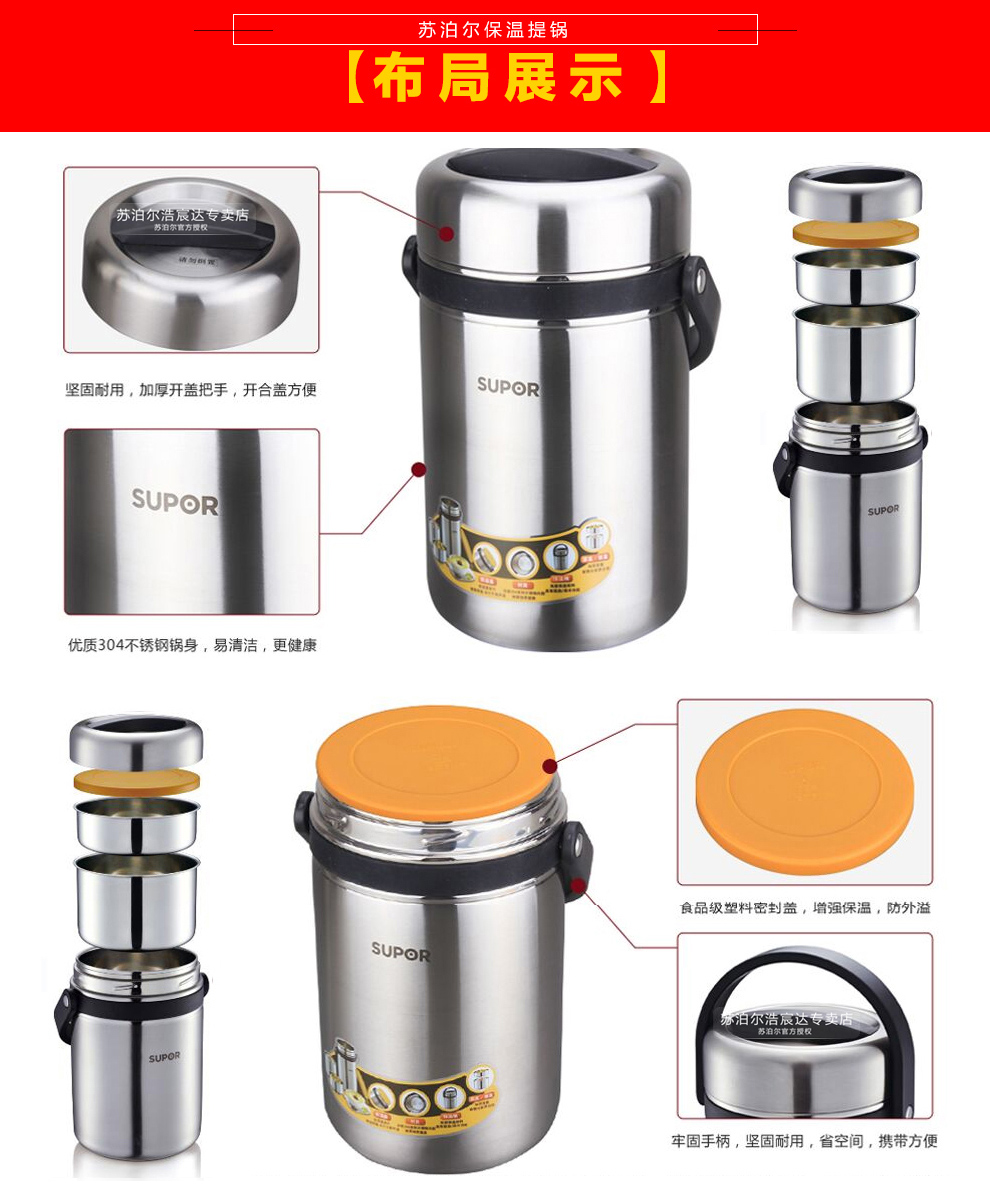 苏泊尔保温提锅
【布局展示】
苏泊尔浩宸达专卖店
苏泊尔官方授权
请勿倒置
坚固耐用，加厚开盖把手，开合盖方便
SUPOR
SUPOR
SUPOR
优质304不锈钢锅身，易清洁，更健康
食品级塑料密封盖，增强保温，防外溢
SUPOR
SUPOR
苏泊尔浩宸达专卖店
苏泊尔官方授权
牢固手柄，坚固耐用，省空间，携带方便